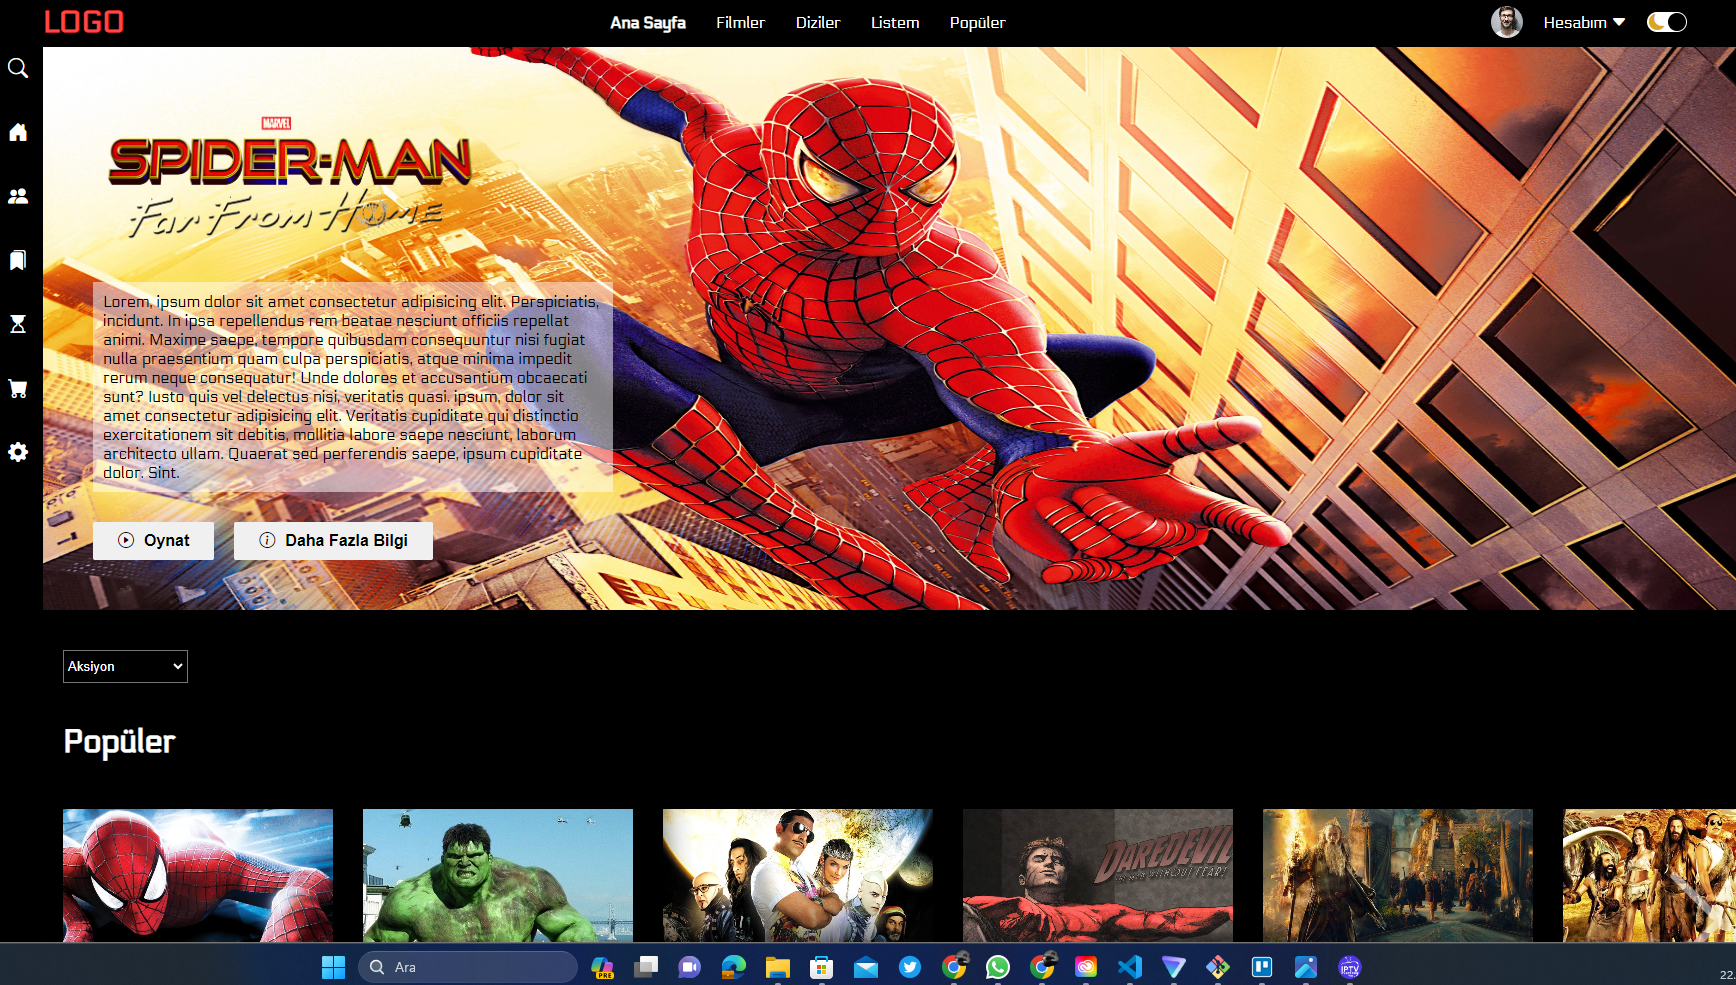 LOGO
Ana Sayfa
Filmler
Diziler
Listem
Popüler
Hesabım
MARVEL
SPIDER-MAN
Far From Home
Lorem, ipsum dolor sit amet consectetur adipisicing elit. Perspiciatis,
incidunt. In ipsa repellendus rem beatae nesciunt officiis repellat
animi. Maxime saepe, tempore quibusdam consequuntur nisi fugiat
nulla praesentium quam culpa perspiciatis, atque minima impedit
rerum neque consequatur! Unde dolores et accusantium obcaecati
sunt? Iusto quis vel delectus nisi, veritatis quasi. ipsum, dolor sit
amet consectetur adipisicing elit. Veritatis cupiditate qui distinctio
exercitationem sit debitis, mollitia labore saepe nesciunt, laborum
architecto ullam. Quaerat sed perferendis saepe, ipsum cupiditate
dolor. Sint.
Oynat
Daha Fazla Bilgi
Aksiyon
Popüler
DAREDEVIL
THE MAN WITHOUT FEAR!
Ara
PRE
IPTV
22.